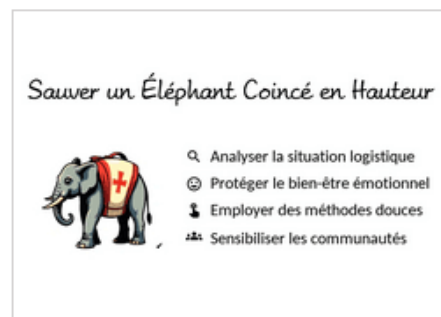 Sauver un Éléphant Coincé en Hauteur
Analyser la situation logistique
Protéger le bien-être émotionnel
Employer des méthodes douces
Sensibiliser les communautés